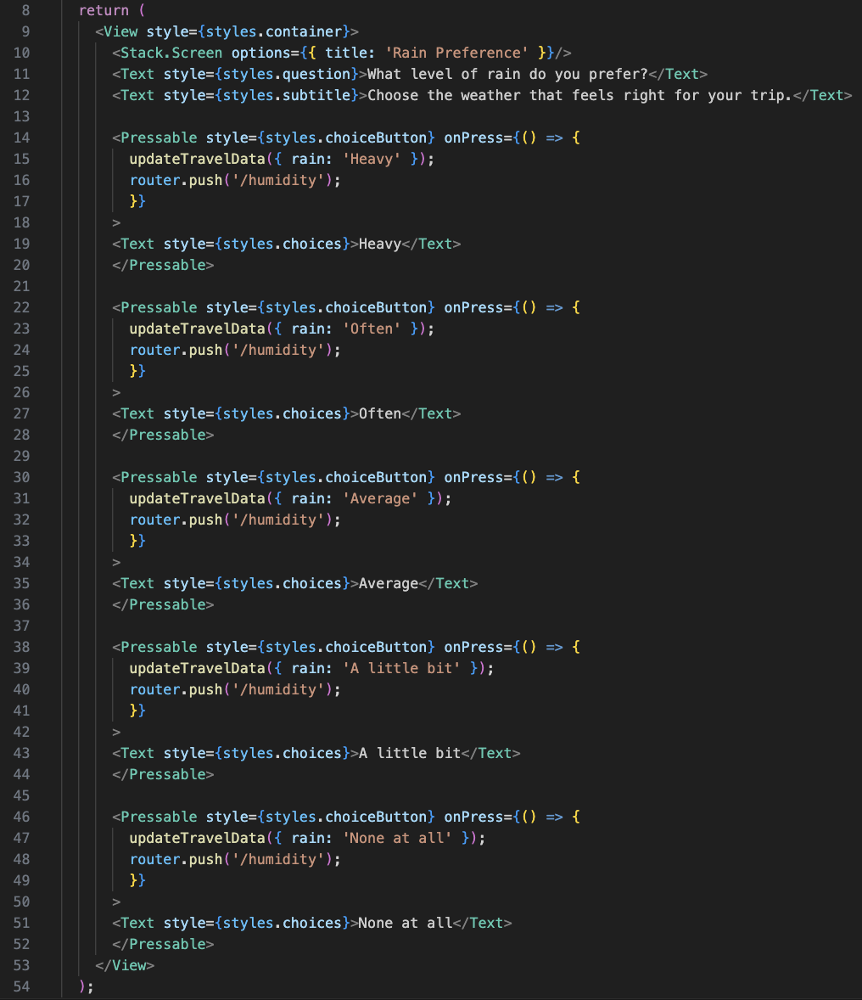 8 return (
9 <View style={styles.container}>
10 <Stack.Screen options={{ title: 'Rain Preference' }}/>
11 <Text style={styles.question}>What level of rain do you prefer?</Text>
12 <Text style={styles.subtitle}>Choose the weather that feels right for your trip.</Text>
13
14 <Pressable style={styles.choiceButton} onPress={() => {
15 updateTravelData({ rain: 'Heavy' });
16 router.push('/humidity');
17 }}
18 >
19 <Text style={styles.choices}>Heavy</Text>
20 </Pressable>
21
22 <Pressable style={styles.choiceButton} onPress={() => {
23 updateTravelData({ rain: 'Often' });
24 router.push('/humidity');
25 }}
26 >
27 <Text style={styles.choices}>Often</Text>
28 </Pressable>
29
30 <Pressable style={styles.choiceButton} onPress={() => {
31 updateTravelData({ rain: 'Average' });
32 router.push('/humidity');
33 }}
34 >
35 <Text style={styles.choices}>Average</Text>
36 </Pressable>
37
38 <Pressable style={styles.choiceButton} onPress={() => {
39 updateTravelData({ rain: 'A little bit' });
40 router.push('/humidity');
41 }}
42 >
43 <Text style={styles.choices}>A little bit</Text>
44 </Pressable>
45
46 <Pressable style={styles.choiceButton} onPress={() => {
47 updateTravelData({ rain: 'None at all' });
48 router.push('/humidity');
49 }}
50 >
51 <Text style={styles.choices}>None at all</Text>
52 </Pressable>
53 </View>
54 );